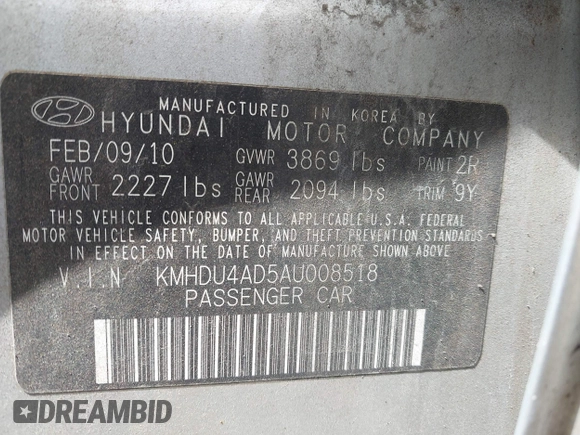 MANUFACTURED IN KOREA BY
HYUNDAI MOTOR COMPANY
FEB/09/10 GVWR 3869 lbs PAINT 2R
GAWR FRONT 2227 lbs GAWR REAR 2094 lbs TRIM 9Y
THIS VEHICLE CONFORMS TO ALL APPLICABLE U.S.A. FEDERAL
MOTOR VEHICLE SAFETY, BUMPER, AND THEFT PREVENTION STANDARDS
IN EFFECT ON THE DATE OF MANUFACTURE SHOWN ABOVE
V.I.N KMHDU4AD5AU008518
PASSENGER CAR
DREAMBID